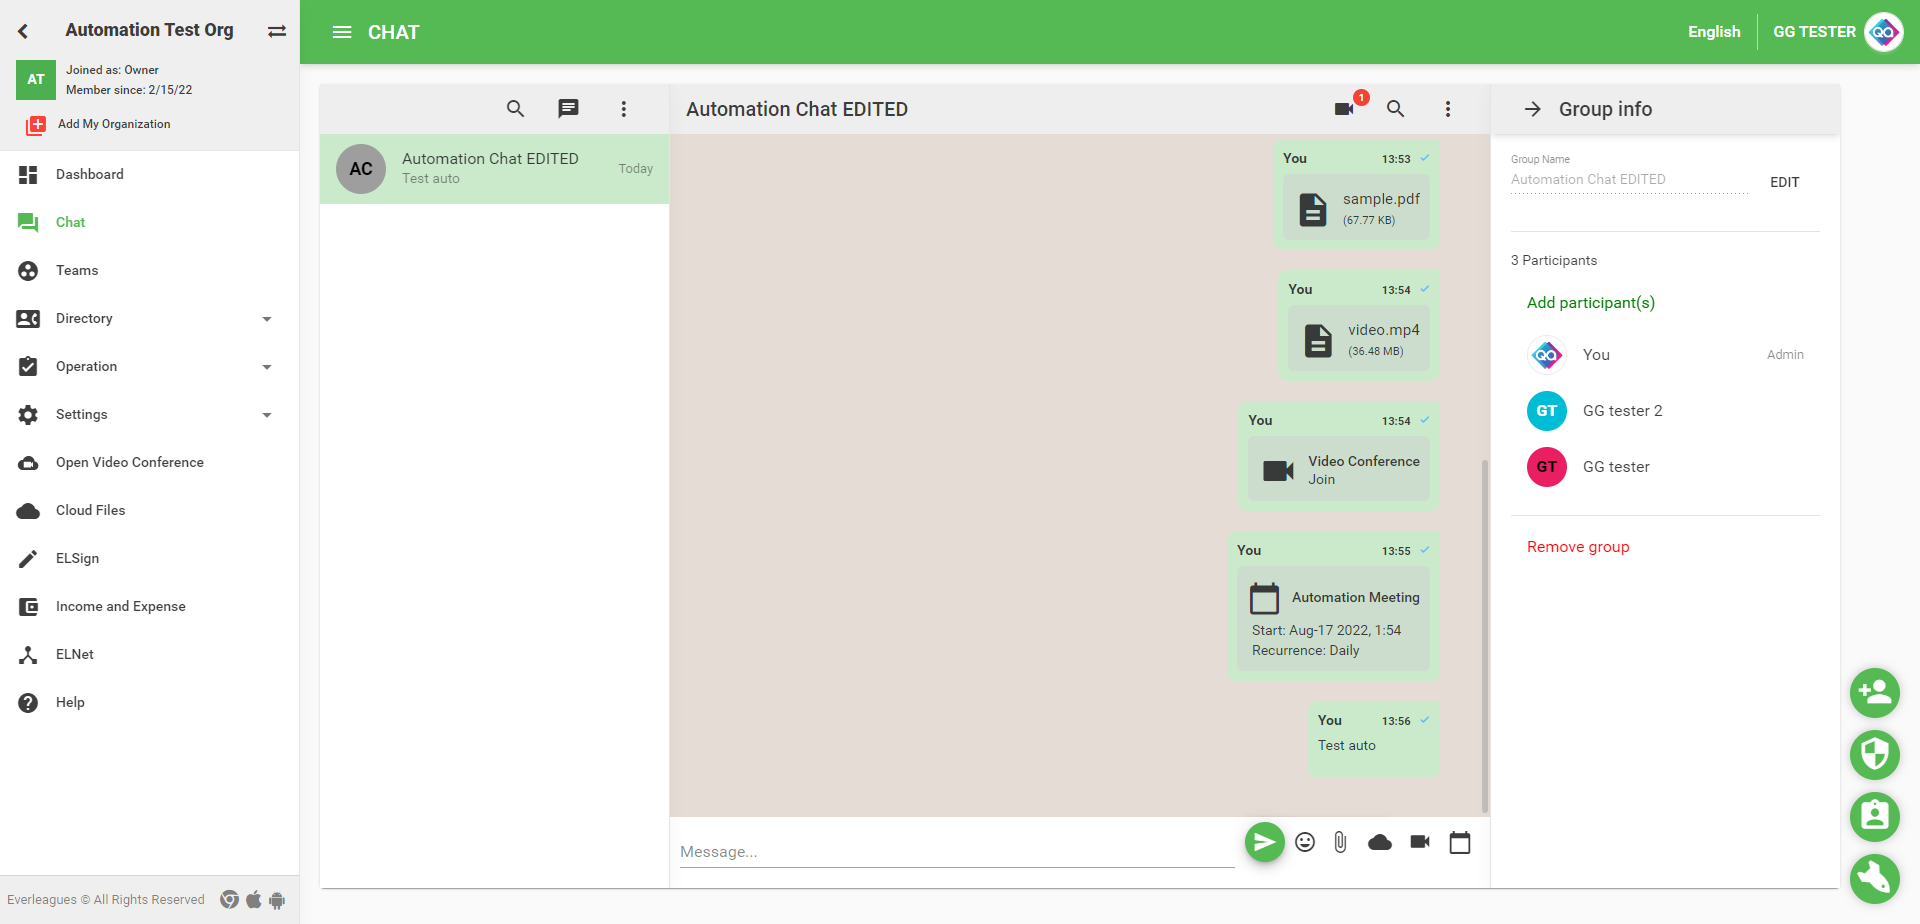 Automation Test Org
AT
Joined as: Owner
Member since: 2/15/22
Add My Organization
Dashboard
Chat
Teams
Directory
Operation
Settings
Open Video Conference
Cloud Files
ELSign
Income and Expense
ELNet
Help
Everleagues © All Rights Reserved
CHAT
English
GG TESTER
QA
AC
Automation Chat EDITED
Test auto
Today
Automation Chat EDITED
1
You 13:53
sample.pdf
(67.77 KB)
You 13:54
video.mp4
(36.48 MB)
You 13:54
Video Conference
Join
You 13:55
Automation Meeting
Start: Aug-17 2022, 1:54
Recurrence: Daily
You 13:56
Test auto
Message...
Group info
Group Name
Automation Chat EDITED
EDIT
3 Participants
Add participant(s)
QA
You
Admin
GT
GG tester 2
GT
GG tester
Remove group